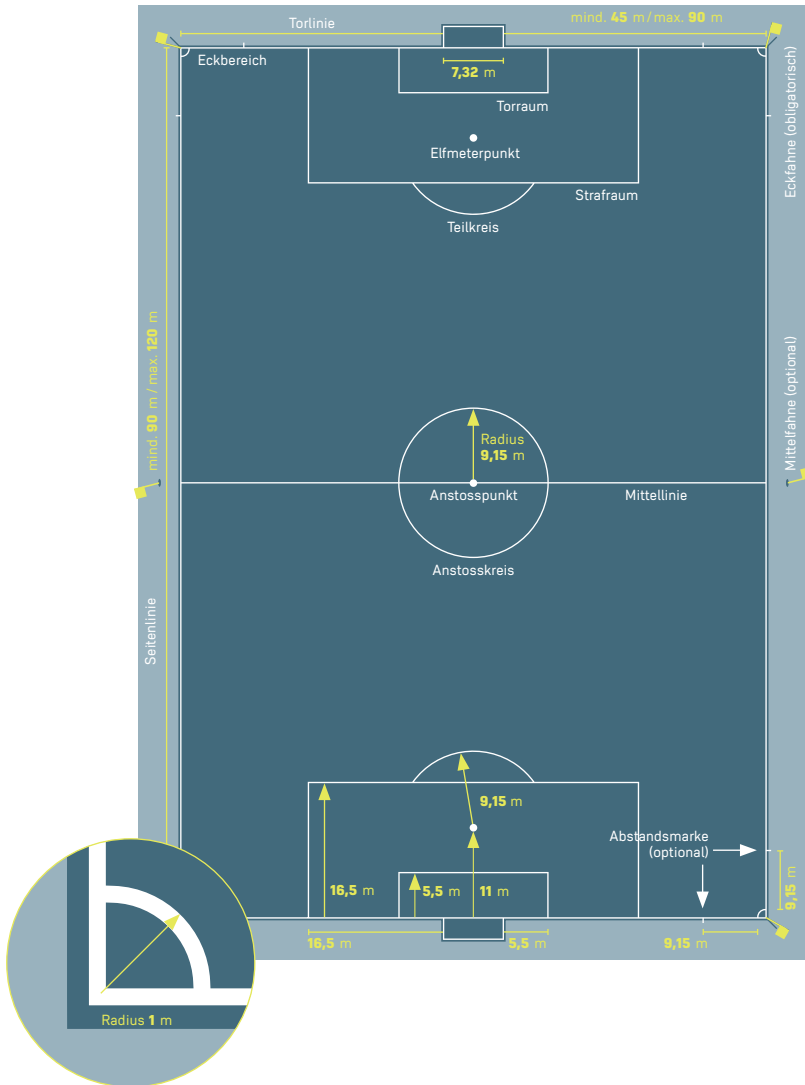 Torlinie
mind. 45 m/max. 90 m
Eckbereich
7,32 m
Torraum
Eckfahne (obligatorisch)
Elfmeterpunkt
Strafraum
Teilkreis
mind. 90 m / max. 120 m
Mittelfahne (optional)
Radius
9,15 m
Anstosspunkt
Mittellinie
Anstosskreis
Seitenlinie
9,15 m
Abstandsmarke
(optional)
16,5 m
5,5 m
11 m
9,15 m
16,5 m
5,5 m
9,15 m
Radius 1 m